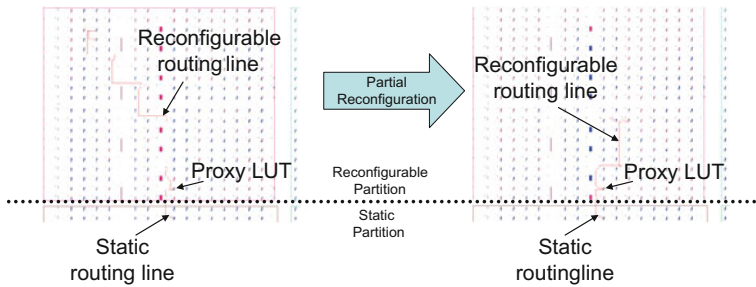 Reconfigurable
routing line
Proxy LUT
Static
routing line
Partial
Reconfiguration
Reconfigurable
Partition
Static
Partition
Reconfigurable
routing line
Proxy LUT
Static
routingline